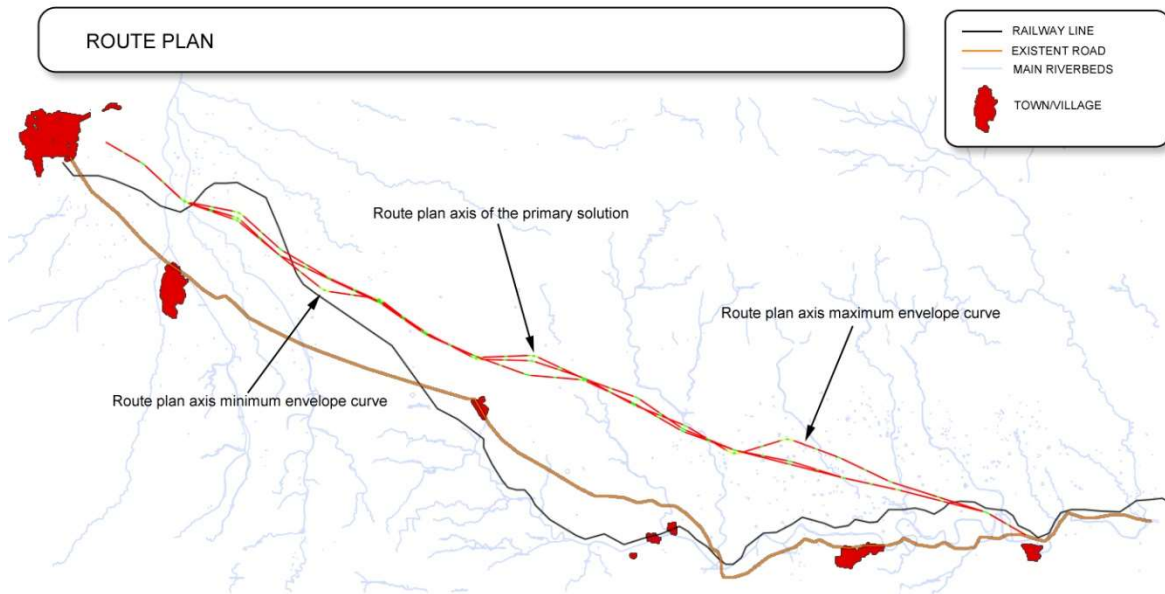 ROUTE PLAN
RAILWAY LINE
EXISTENT ROAD
MAIN RIVERBEDS
TOWN/VILLAGE
Route plan axis of the primary solution
Route plan axis maximum envelope curve
Route plan axis minimum envelope curve